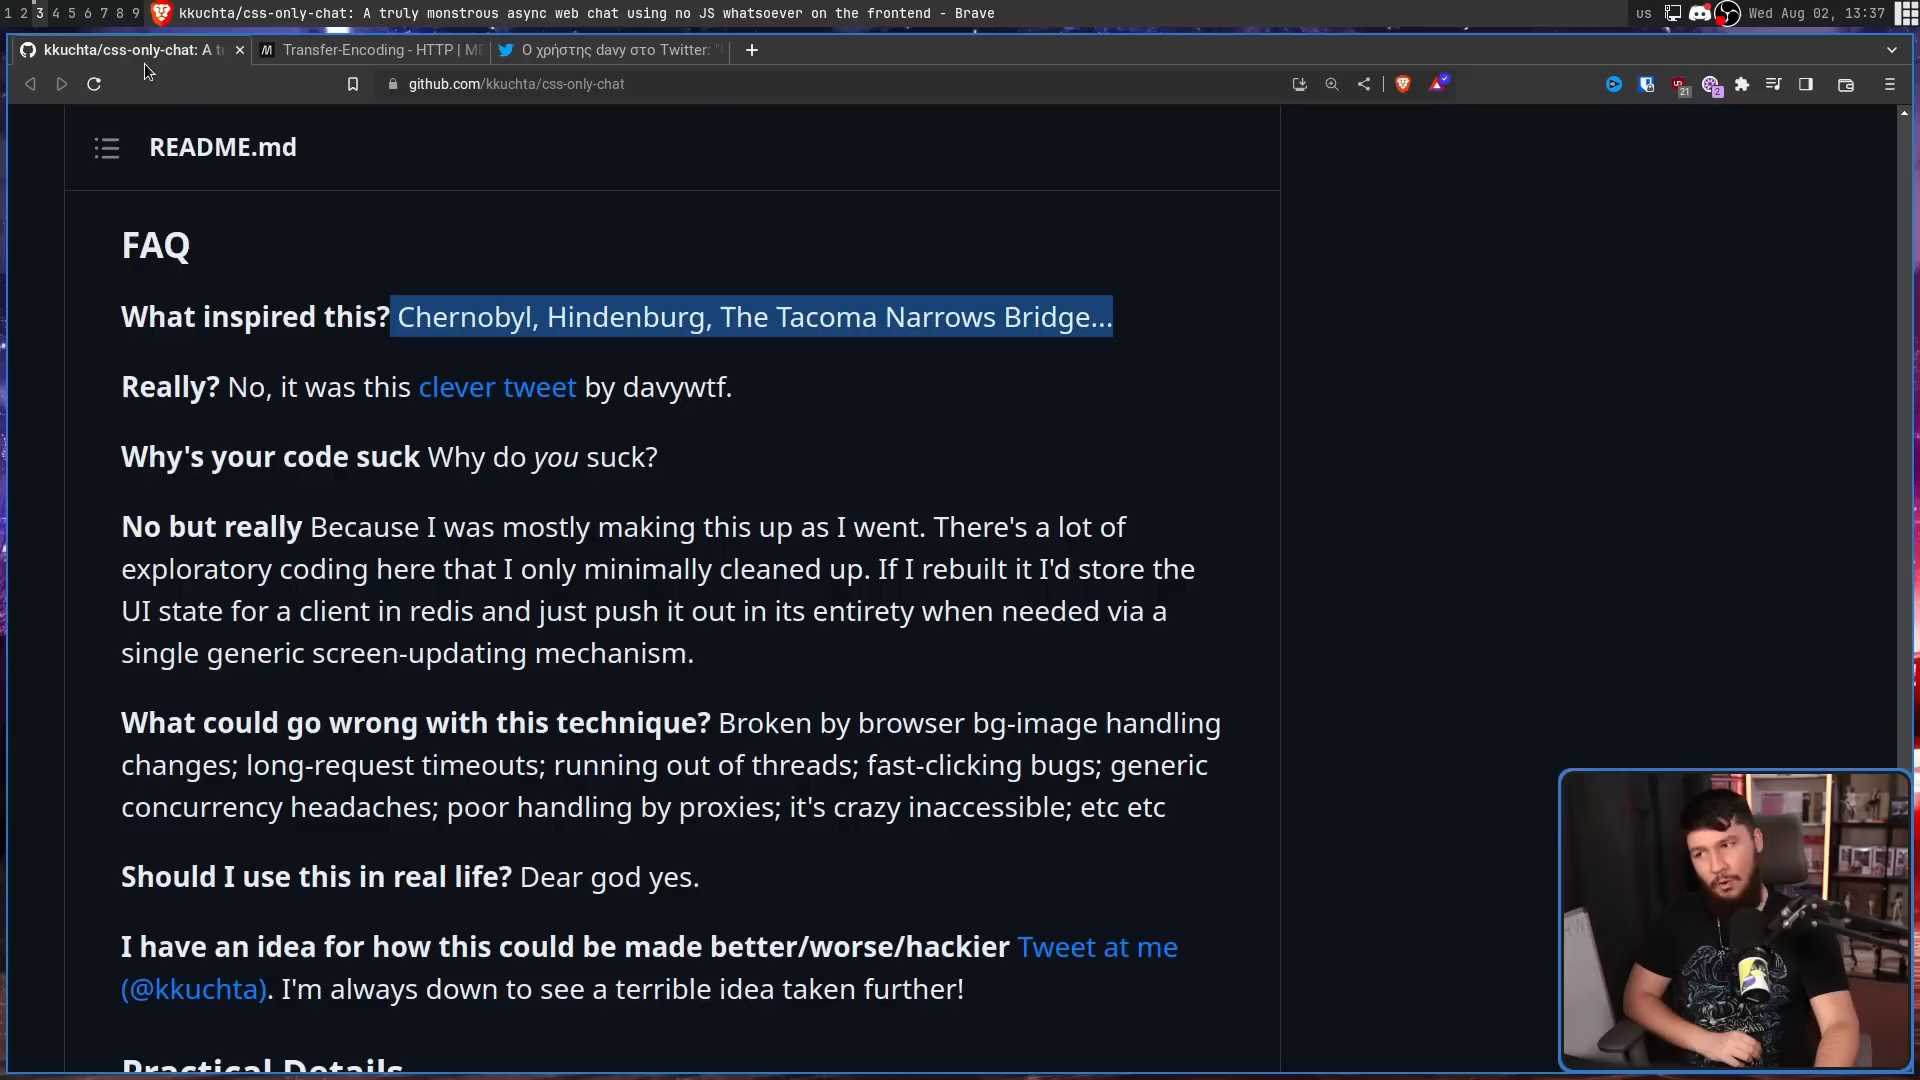 1 2 3 4 5 6 7 8 9 kkuchta/css-only-chat: A truly monstrous async web chat using no JS whatsoever on the frontend - Brave us Wed Aug 02, 13:37
kkuchta/css-only-chat: A tr Transfer-Encoding - HTTP | MD Ο χρήστης davy στο Twitter: "
github.com/kkuchta/css-only-chat 21 2
README.md
FAQ
What inspired this? Chernobyl, Hindenburg, The Tacoma Narrows Bridge...
Really? No, it was this clever tweet by davywtf.
Why's your code suck Why do you suck?
No but really Because I was mostly making this up as I went. There's a lot of
exploratory coding here that I only minimally cleaned up. If I rebuilt it I'd store the
UI state for a client in redis and just push it out in its entirety when needed via a
single generic screen-updating mechanism.
What could go wrong with this technique? Broken by browser bg-image handling
changes; long-request timeouts; running out of threads; fast-clicking bugs; generic
concurrency headaches; poor handling by proxies; it's crazy inaccessible; etc etc
Should I use this in real life? Dear god yes.
I have an idea for how this could be made better/worse/hackier Tweet at me
(@kkuchta). I'm always down to see a terrible idea taken further!
Practical Details